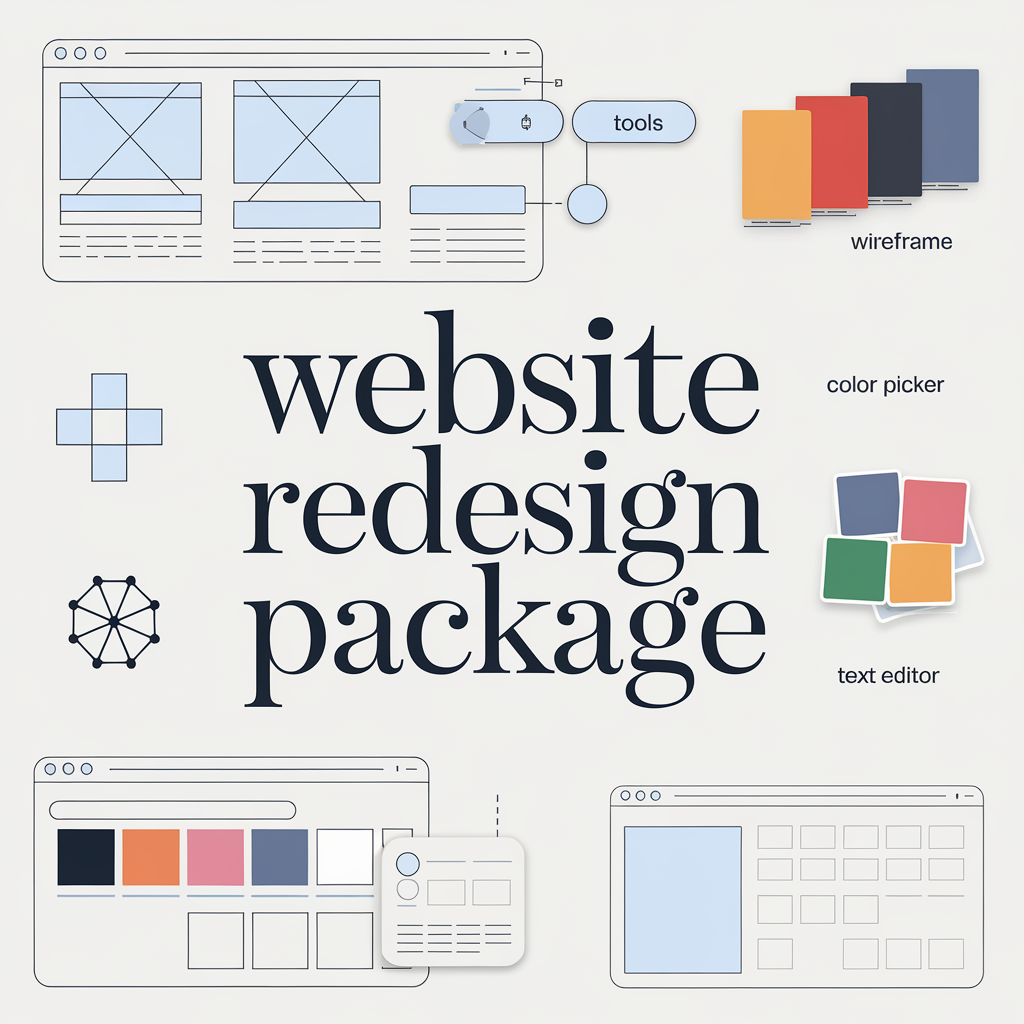 tools
wireframe
website
redesign
package
color picker
text editor